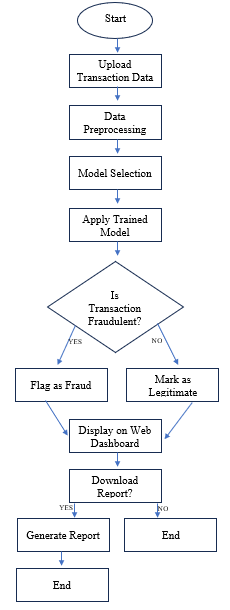 Start
Upload
Transaction Data
Data
Preprocessing
Model Selection
Apply Trained
Model
Is
Transaction
Fraudulent?
YES
NO
Flag as Fraud
Mark as
Legitimate
Display on Web
Dashboard
Download
Report?
YES
NO
Generate Report
End
End